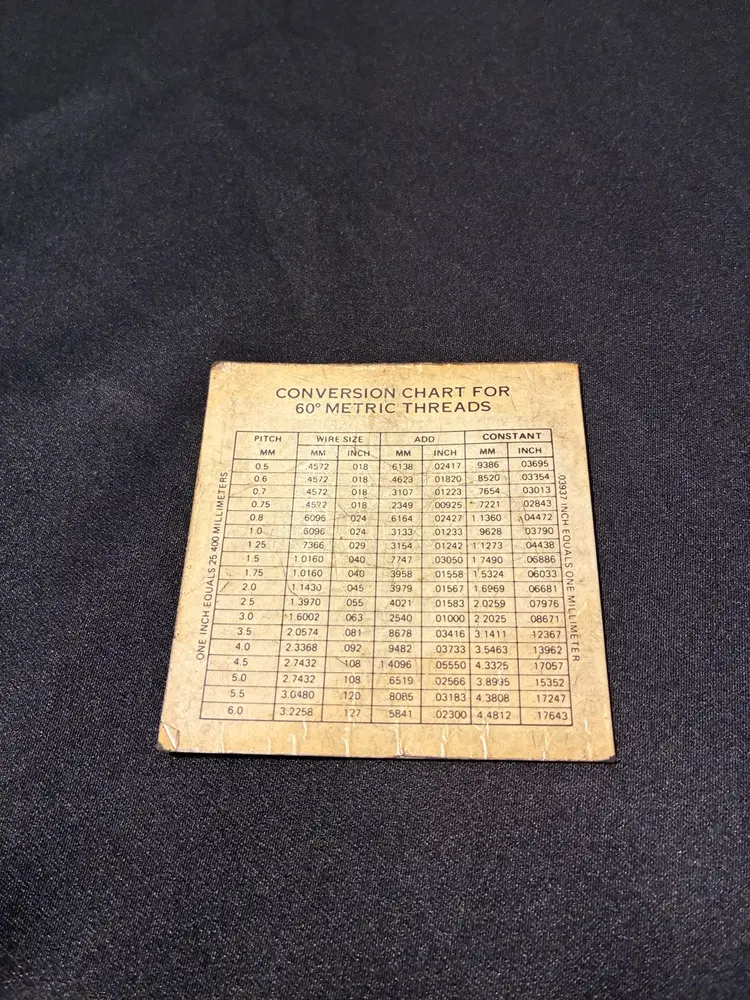 CONVERSION CHART FOR
60° METRIC THREADS
PITCH WIRE SIZE ADD CONSTANT
MM MM INCH MM INCH MM INCH
0.5 .4572 .018 .6138 .02417 .9386 .03695
0.6 .4572 .018 .4623 .01820 .8520 .03354
0.7 .4572 .018 .3107 .01223 .7654 .03013
0.75 .4572 .018 .2349 .00925 .7221 .02843
0.8 .6096 .024 .6164 .02427 1.1360 .04472
1.0 .6096 .024 .3133 .01233 .9628 .03790
1.25 .7366 .029 .3154 .01242 1.1273 .04438
1.5 1.0160 .040 .7747 .03050 1.7490 .06886
1.75 1.0160 .040 .3958 .01558 1.5324 .06033
2.0 1.1430 .045 .3979 .01567 1.6969 .06681
2.5 1.3970 .055 .4021 .01583 2.0259 .07976
3.0 1.6002 .063 .2540 .01000 2.2025 .08671
3.5 2.0574 .081 .8678 .03416 3.1411 .12367
4.0 2.3368 .092 .9482 .03733 3.5463 .13962
4.5 2.7432 .108 1.4096 .05550 4.3325 .17057
5.0 2.7432 .108 .6519 .02566 3.8995 .15352
5.5 3.0480 .120 .8085 .03183 4.3808 .17247
6.0 3.2258 .127 .5841 .02300 4.4812 .17643
ONE INCH EQUALS 25.400 MILLIMETERS
.03937 INCH EQUALS ONE MILLIMETER